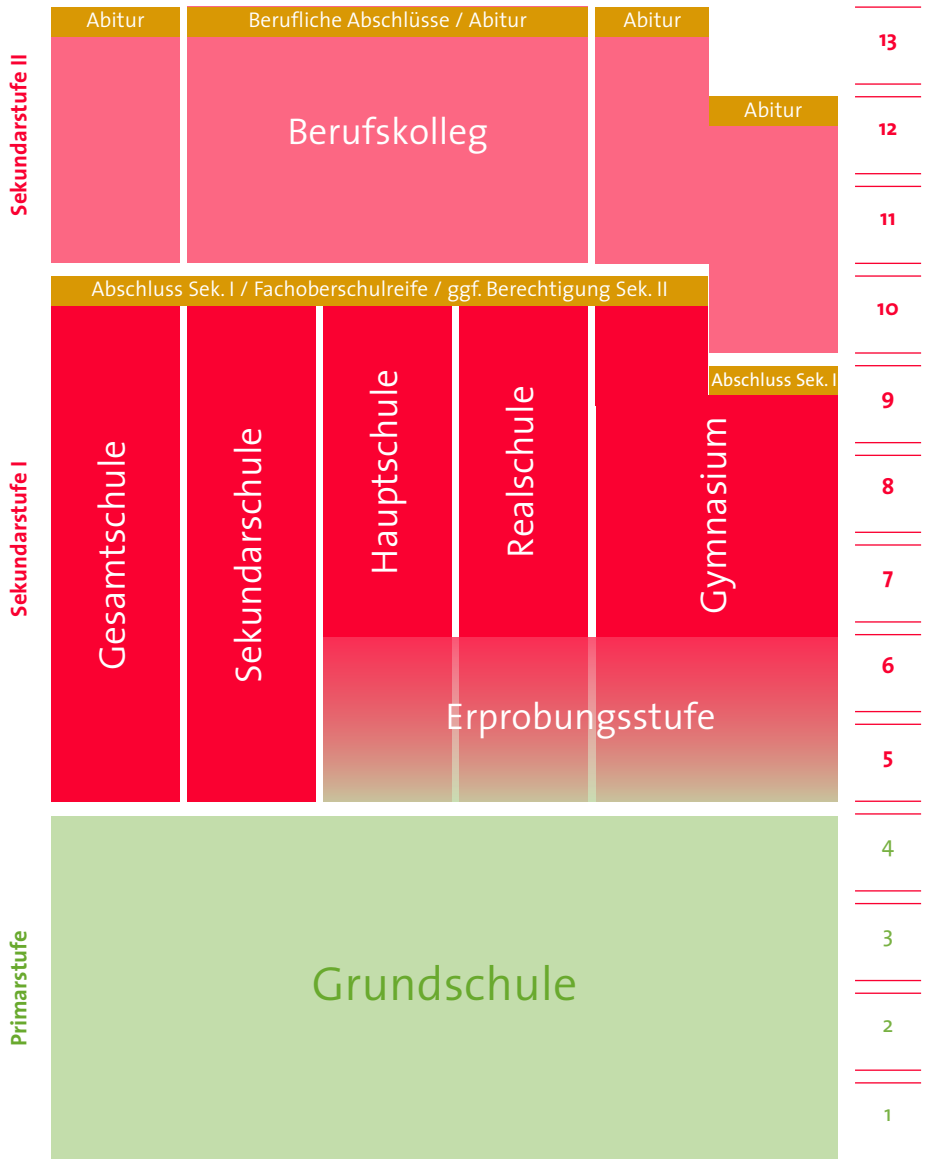 Abitur
Berufliche Abschlüsse / Abitur
Abitur
13
Sekundarstufe II
Abitur
12
Berufskolleg
11
Abschluss Sek. I / Fachoberschulreife / ggf. Berechtigung Sek. II
10
Abschluss Sek. I
9
Sekundarstufe I
Gesamtschule
Sekundarschule
Hauptschule
Realschule
Gymnasium
8
7
6
Erprobungsstufe
5
4
3
Primarstufe
Grundschule
2
1